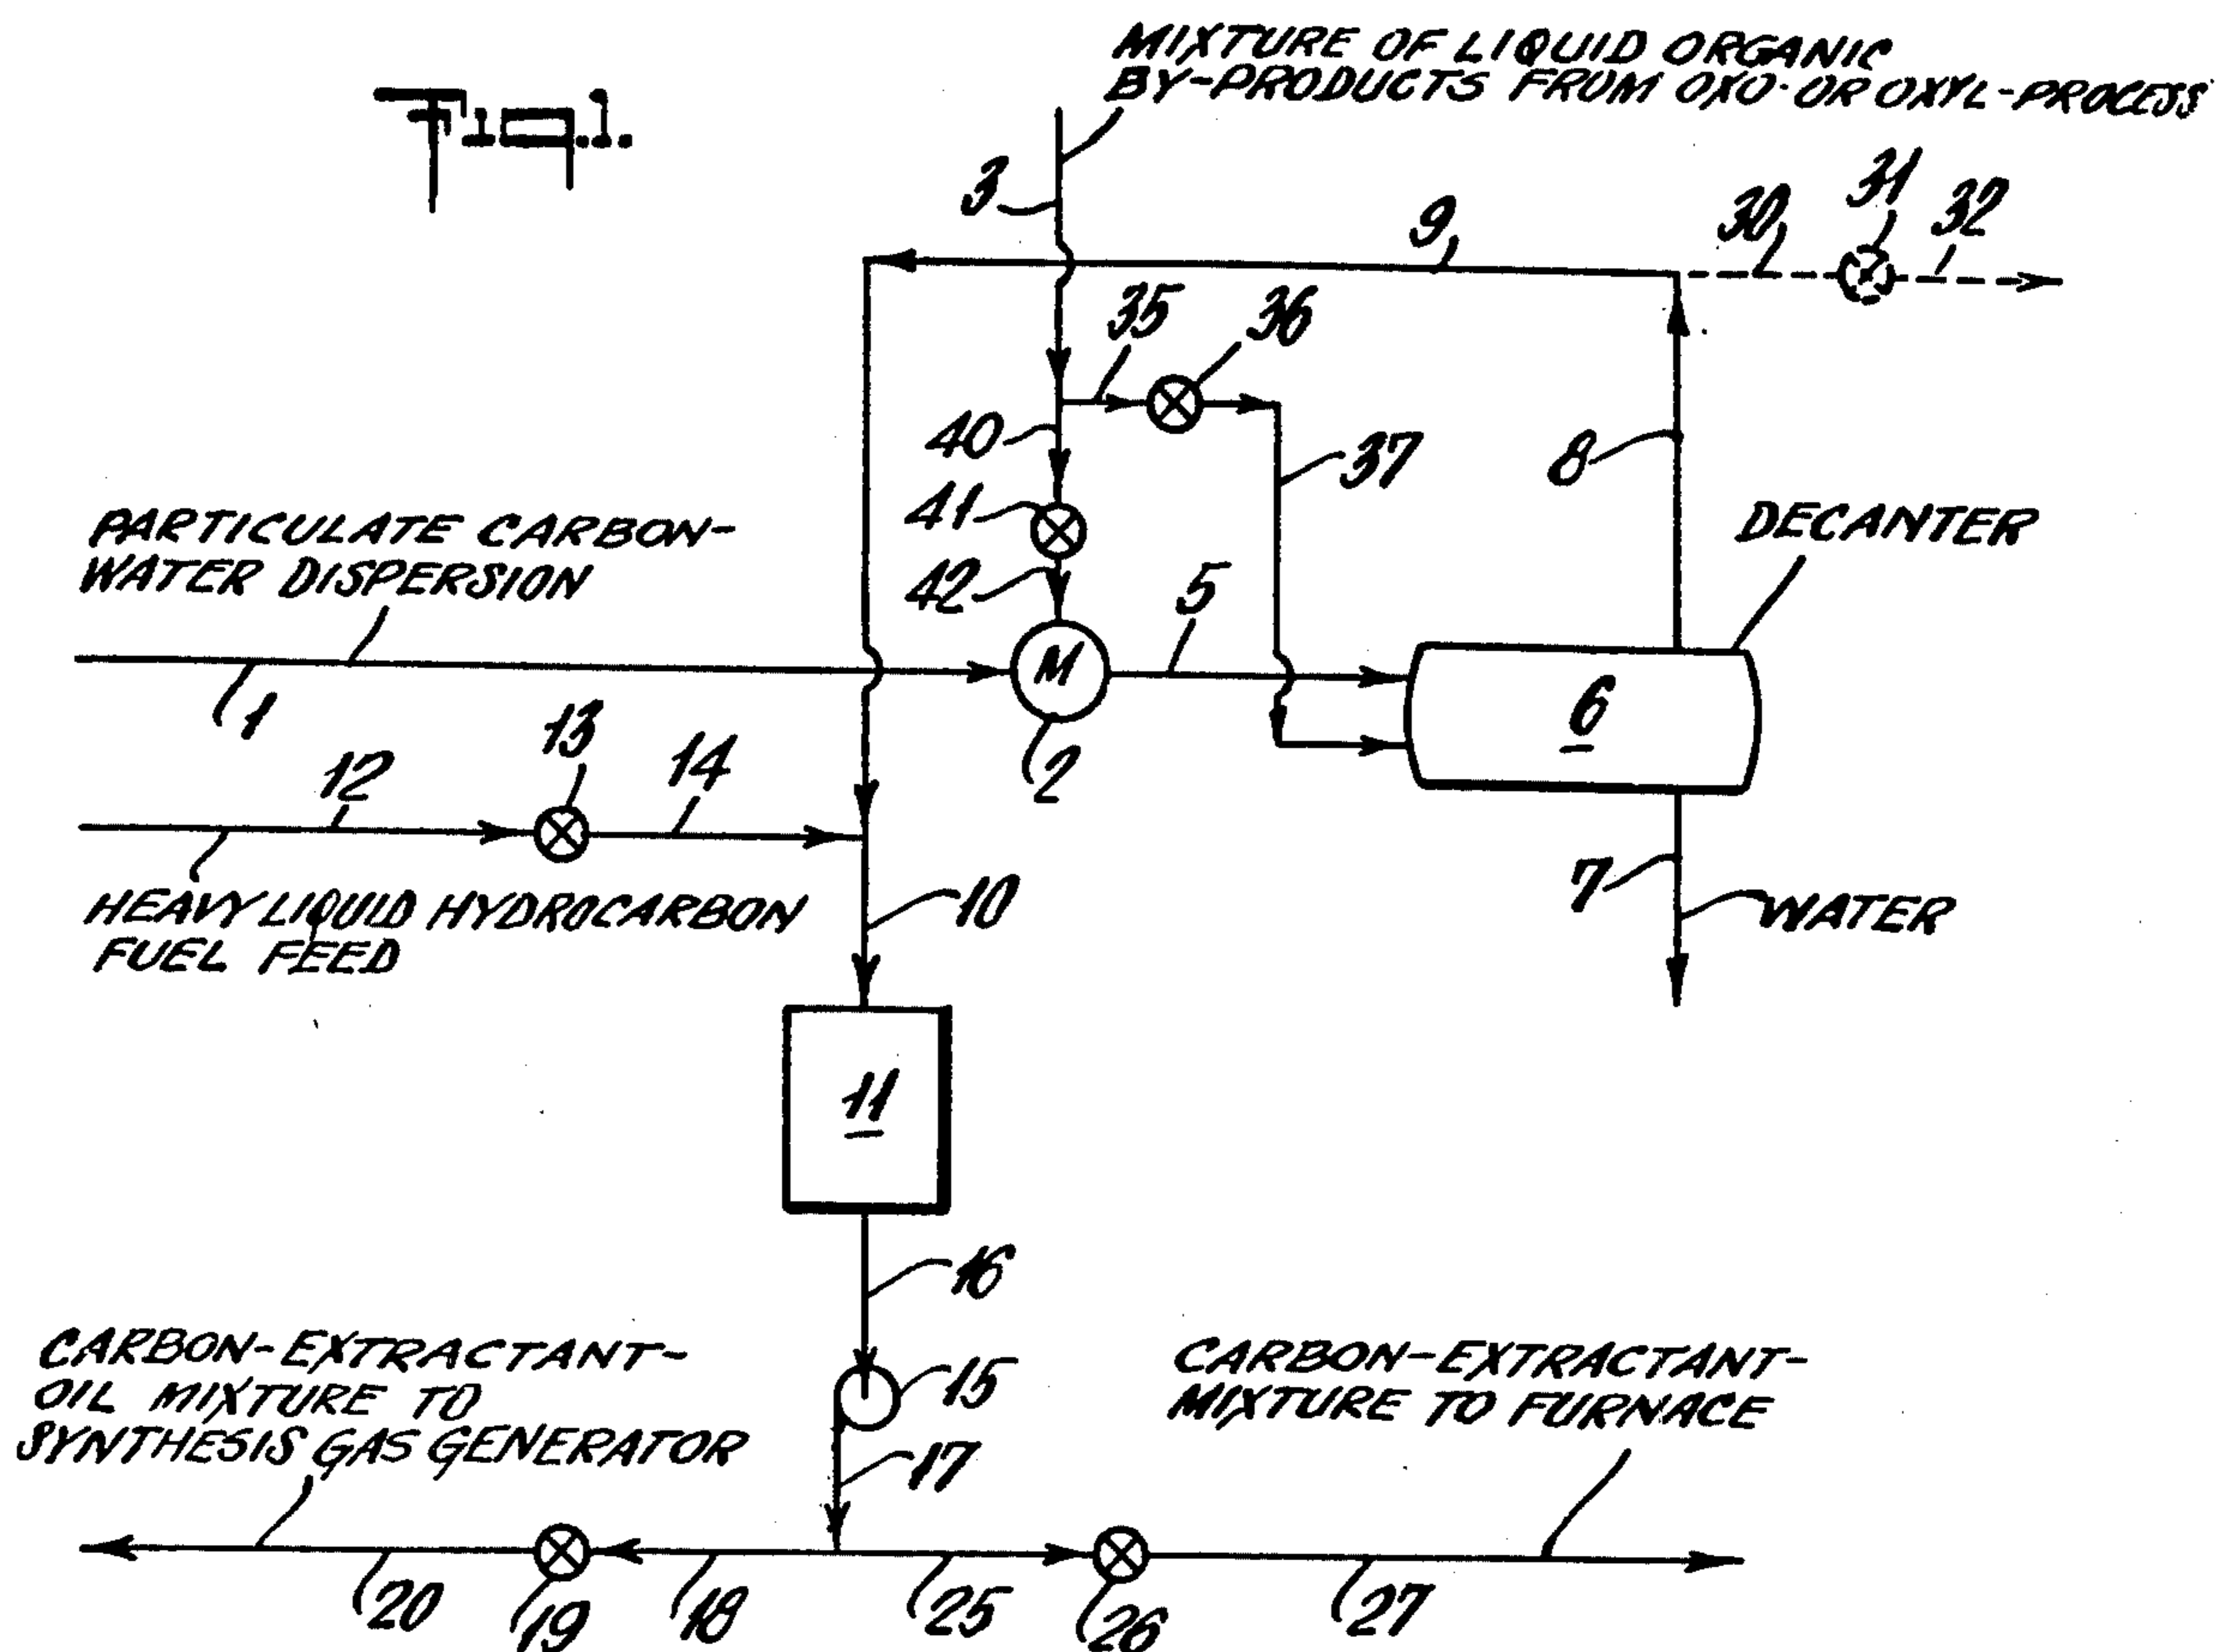 Fig.1.
MIXTURE OF LIQUID ORGANIC
BY-PRODUCTS FROM OXO-OR OXYL-PROCESS
3
9
30
31
32
35
36
40
37
8
41
42
5
DECANTER
PARTICULATE CARBON-
WATER DISPERSION
1
M
2
6
12
13
14
HEAVY LIQUID HYDROCARBON
FUEL FEED
10
7
WATER
11
16
15
17
CARBON-EXTRACTANT-
OIL MIXTURE TO
SYNTHESIS GAS GENERATOR
CARBON-EXTRACTANT-
MIXTURE TO FURNACE
20
19
18
25
26
27